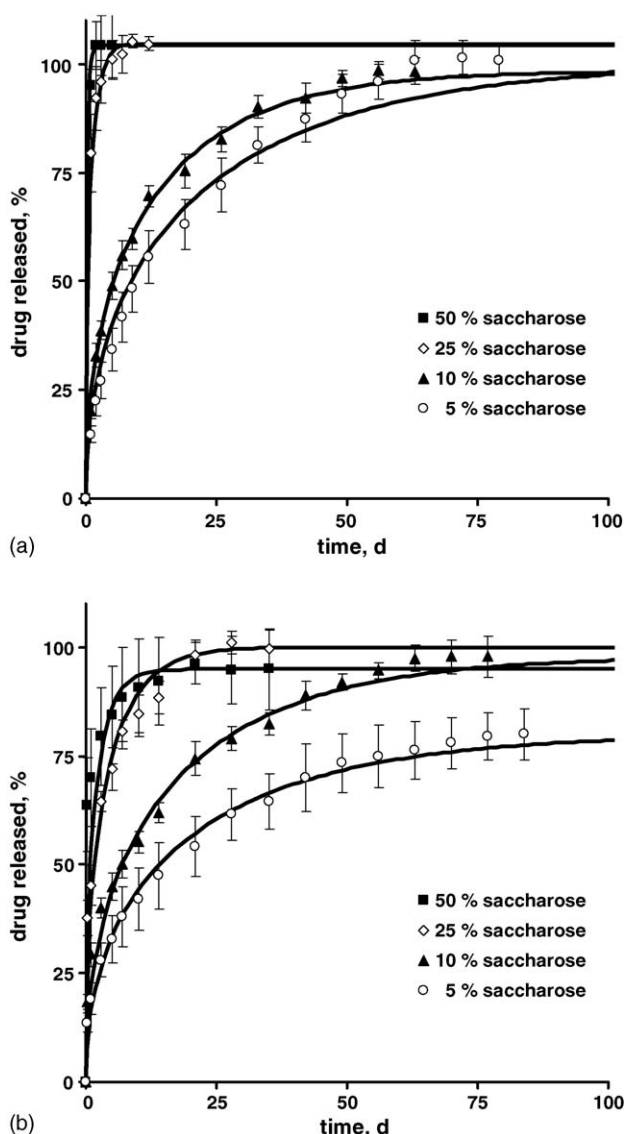 100
75
50
25
0
drug released, %
■ 50 % saccharose
◇ 25 % saccharose
▲ 10 % saccharose
○ 5 % saccharose
0 25 50 75 100
(a)
time, d
100
75
50
25
0
drug released, %
■ 50 % saccharose
◇ 25 % saccharose
▲ 10 % saccharose
○ 5 % saccharose
0 25 50 75 100
(b)
time, d